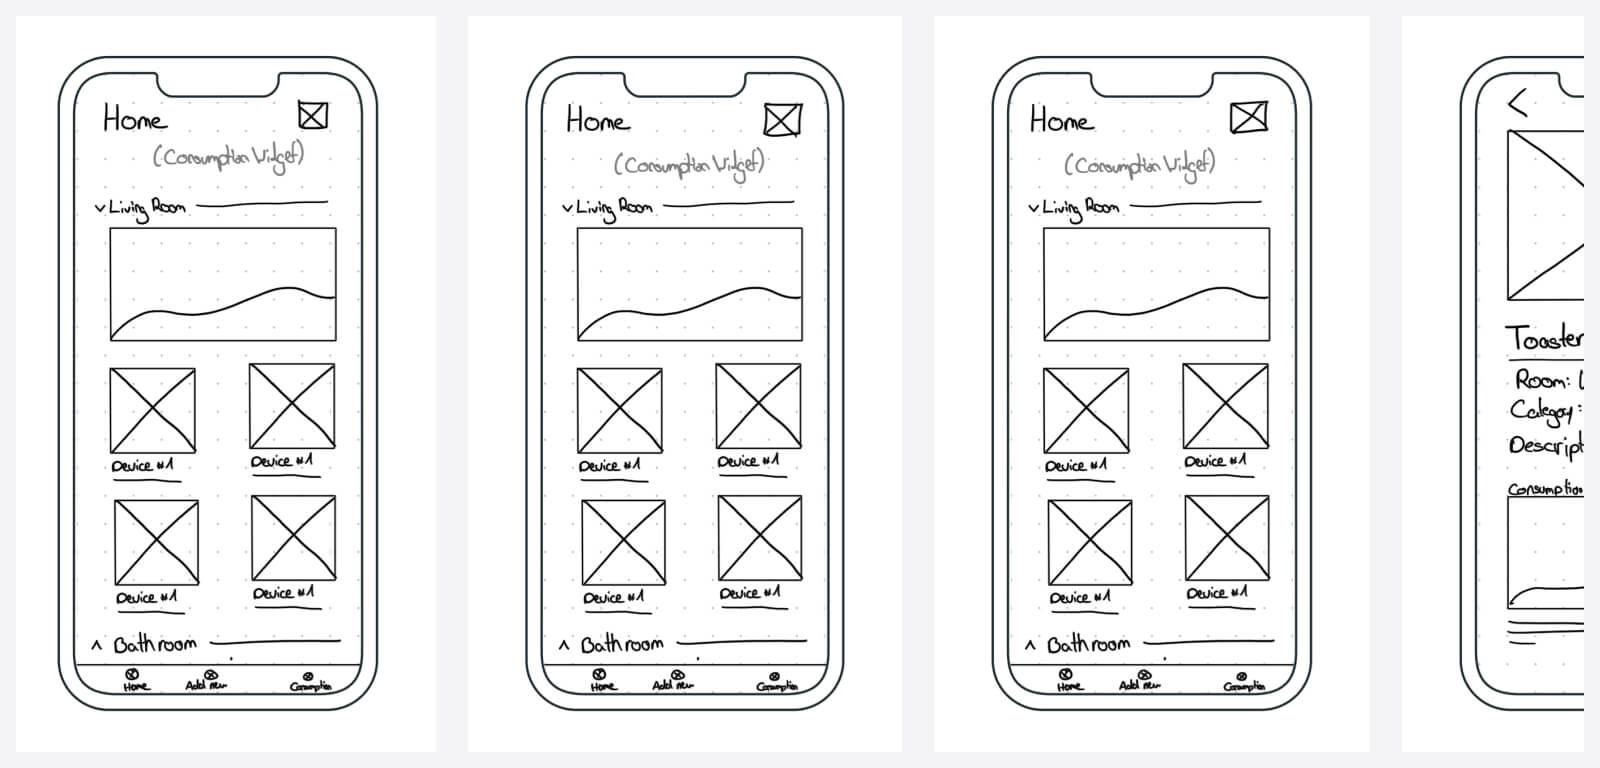 Home
(Consumption Widget)
Living Room
Device #1
Device #1
Device #1
Device #1
Bathroom
Home
Add new
Consumption
Home
(Consumption Widget)
Living Room
Device #1
Device #1
Device #1
Device #1
Bathroom
Home
Add new
Consumption
Home
(Consumption Widget)
Living Room
Device #1
Device #1
Device #1
Device #1
Bathroom
Home
Add new
Consumption
Toaster
Room: L
Category:
Descript
Consumption